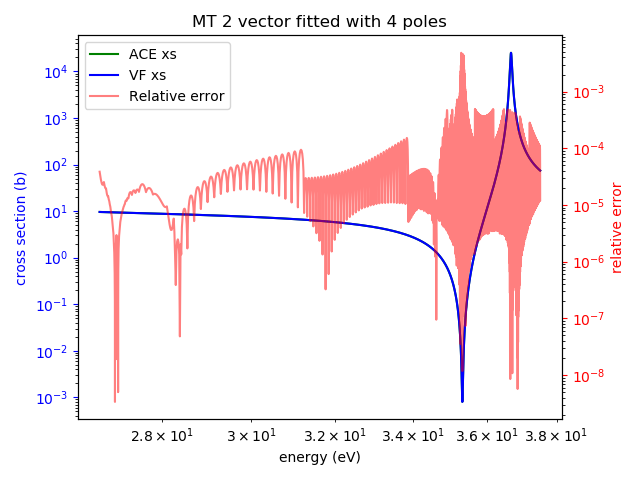 MT 2 vector fitted with 4 poles
ACE xs
VF xs
Relative error
cross section (b)
10⁴
10³
10²
10¹
10⁰
10⁻¹
10⁻²
10⁻³
relative error
10⁻³
10⁻⁴
10⁻⁵
10⁻⁶
10⁻⁷
10⁻⁸
2.8 × 10¹
3 × 10¹
3.2 × 10¹
3.4 × 10¹
3.6 × 10¹
3.8 × 10¹
energy (eV)